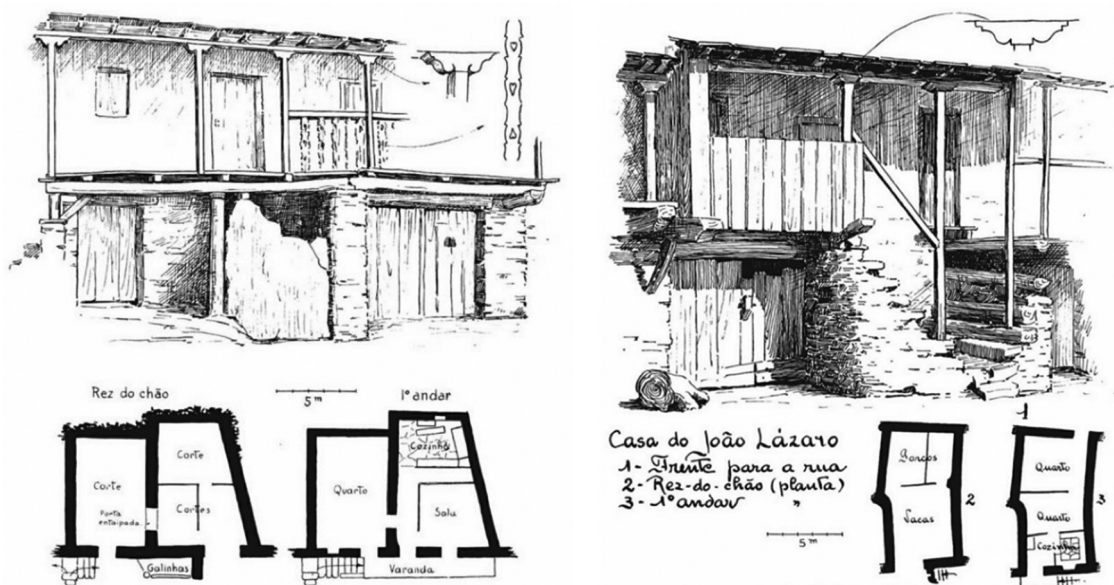 Rez do chão
5 m
1º andar
Corte
Corte
Cortes
Porta
entaipada
Galinhas
Cozinha
Quarto
Sala
Varanda
Casa do João Lázaro
1 - Frente para a rua
2 - Rez-do-chão (planta)
3 - 1º andar "
5 m
Porcos
Vacas
2
1
Quarto
Quarto
Cozinha
3